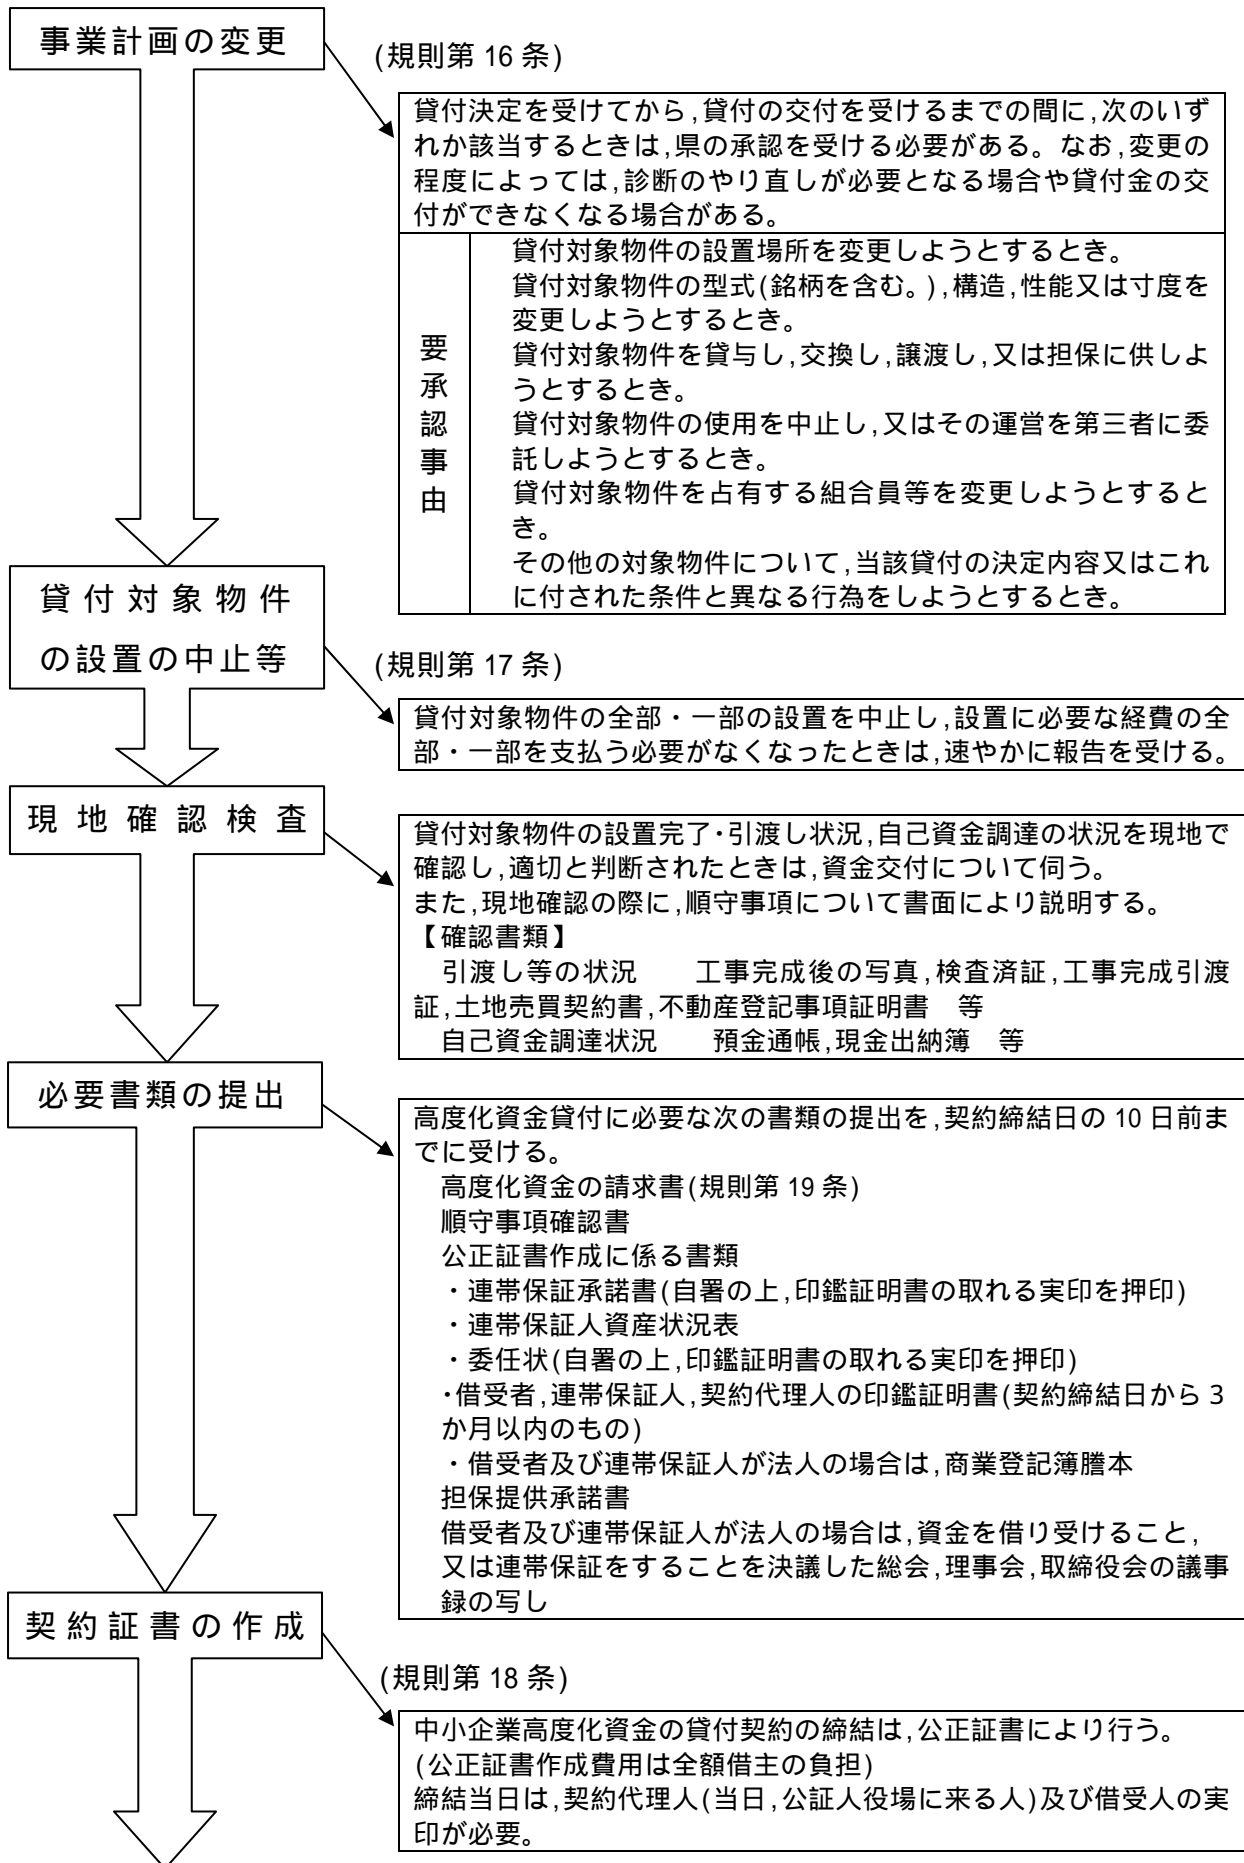 事業計画の変更
(規則第 16 条)
貸付決定を受けてから,貸付の交付を受けるまでの間に,次のいず
れか該当するときは,県の承認を受ける必要がある。なお,変更の
程度によっては,診断のやり直しが必要となる場合や貸付金の交
付ができなくなる場合がある。
要承認事由
貸付対象物件の設置場所を変更しようとするとき。
貸付対象物件の型式(銘柄を含む。),構造,性能又は寸度を
変更しようとするとき。
貸付対象物件を貸与し,交換し,譲渡し,又は担保に供しよ
うとするとき。
貸付対象物件の使用を中止し,又はその運営を第三者に委
託しようとするとき。
貸付対象物件を占有する組合員等を変更しようとすると
き。
その他の対象物件について,当該貸付の決定内容又はこれ
に付された条件と異なる行為をしようとするとき。
貸付対象物件
の設置の中止等
(規則第 17 条)
貸付対象物件の全部・一部の設置を中止し,設置に必要な経費の全
部・一部を支払う必要がなくなったときは,速やかに報告を受ける。
現地確認検査
貸付対象物件の設置完了・引渡し状況,自己資金調達の状況を現地で
確認し,適切と判断されたときは,資金交付について伺う。
また,現地確認の際に,順守事項について書面により説明する。
【確認書類】
引渡し等の状況　　工事完成後の写真,検査済証,工事完成引渡
証,土地売買契約書,不動産登記事項証明書　等
自己資金調達状況　　預金通帳,現金出納簿　等
必要書類の提出
高度化資金貸付に必要な次の書類の提出を,契約締結日の 10 日前ま
でに受ける。
高度化資金の請求書(規則第 19 条)
順守事項確認書
公正証書作成に係る書類
・連帯保証承諾書(自署の上,印鑑証明書の取れる実印を押印)
・連帯保証人資産状況表
・委任状(自署の上,印鑑証明書の取れる実印を押印)
・借受者,連帯保証人,契約代理人の印鑑証明書(契約締結日から3
か月以内のもの)
・借受者及び連帯保証人が法人の場合は,商業登記簿謄本
担保提供承諾書
借受者及び連帯保証人が法人の場合は,資金を借り受けること,
又は連帯保証をすることを決議した総会,理事会,取締役会の議事
録の写し
契約証書の作成
(規則第 18 条)
中小企業高度化資金の貸付契約の締結は,公正証書により行う。
(公正証書作成費用は全額借主の負担)
締結当日は,契約代理人(当日,公証人役場に来る人)及び借受人の実
印が必要。